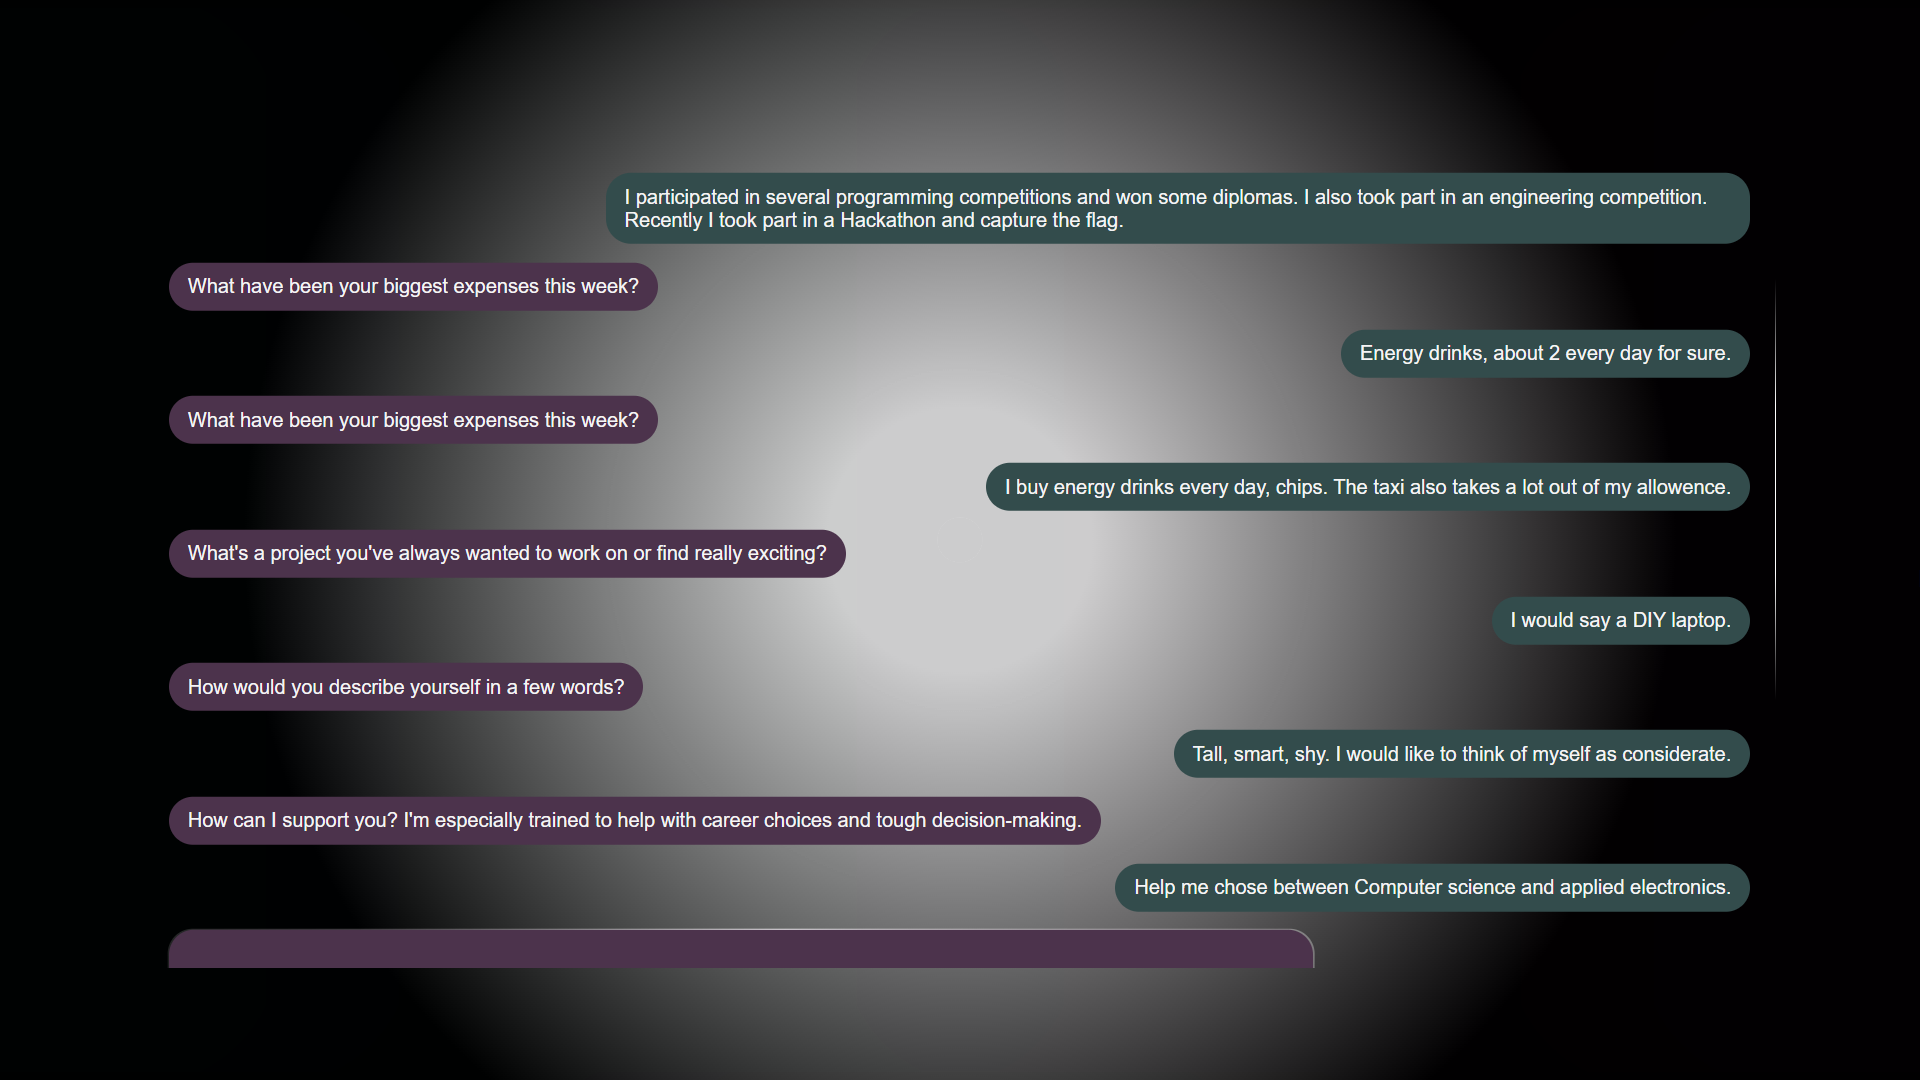 I participated in several programming competitions and won some diplomas. I also took part in an engineering competition.
Recently I took part in a Hackathon and capture the flag.
What have been your biggest expenses this week?
Energy drinks, about 2 every day for sure.
What have been your biggest expenses this week?
I buy energy drinks every day, chips. The taxi also takes a lot out of my allowence.
What's a project you've always wanted to work on or find really exciting?
I would say a DIY laptop.
How would you describe yourself in a few words?
Tall, smart, shy. I would like to think of myself as considerate.
How can I support you? I'm especially trained to help with career choices and tough decision-making.
Help me chose between Computer science and applied electronics.